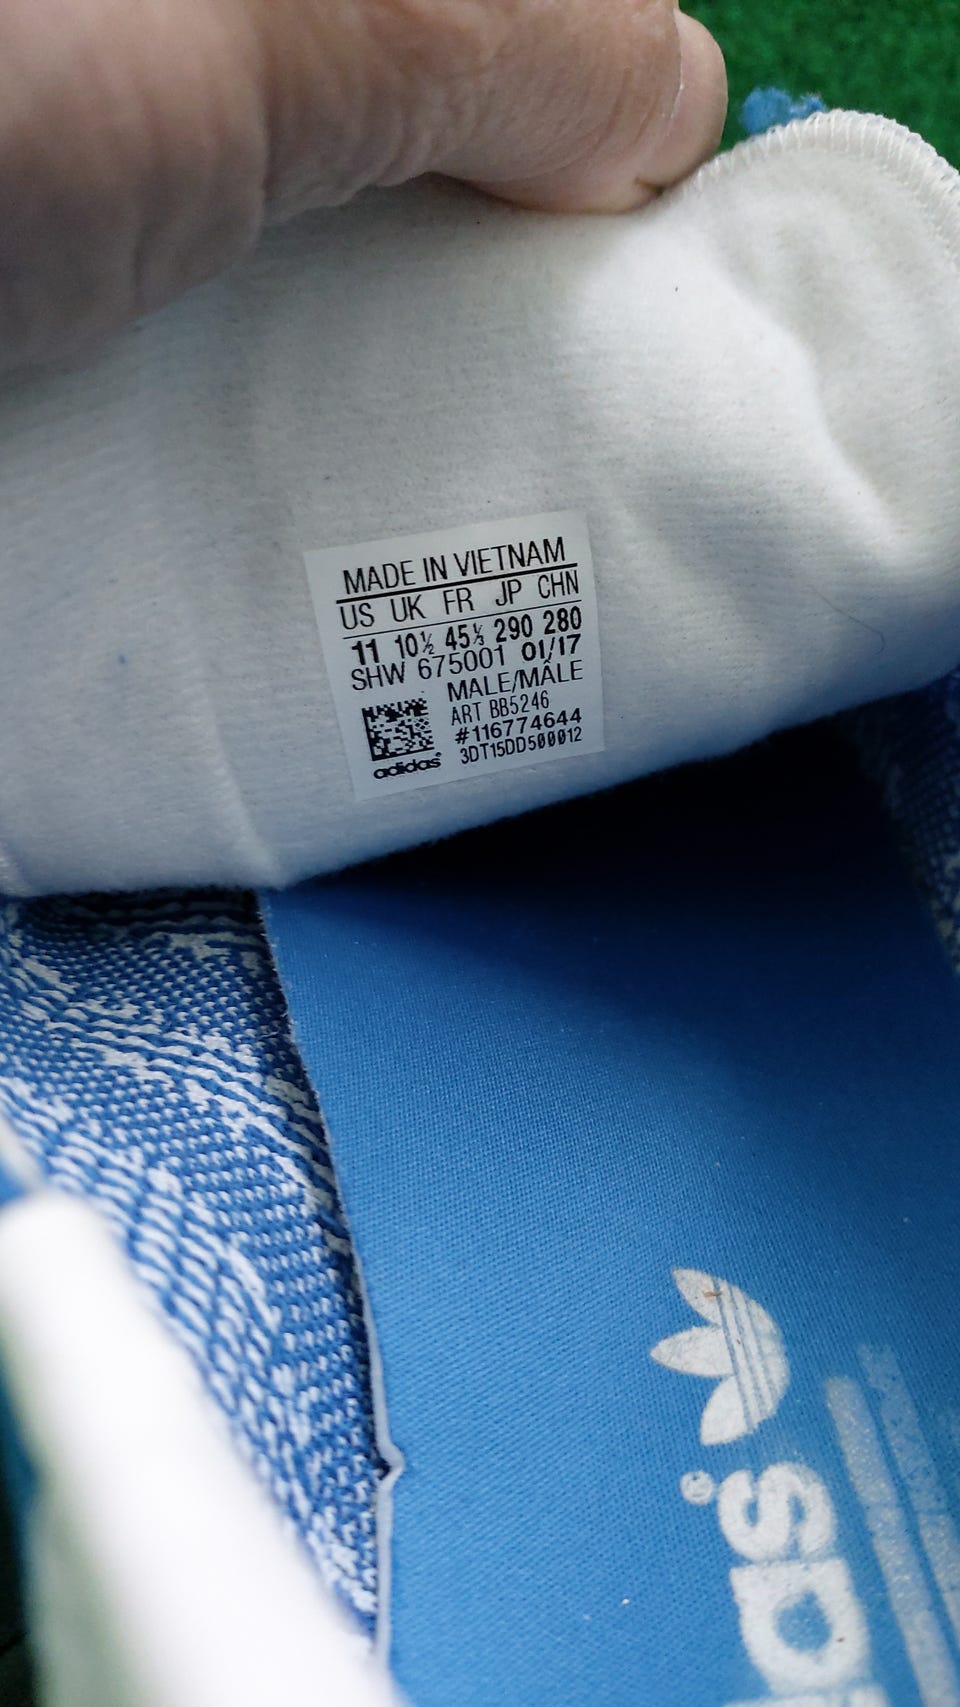 MADE IN VIETNAM
US UK FR JP CHN
11 10½ 45⅓ 290 280
SHW 675001 01/17
MALE/MÂLE
ART BB5246
#116774644
3DT15DD500012
adidas®
®
das